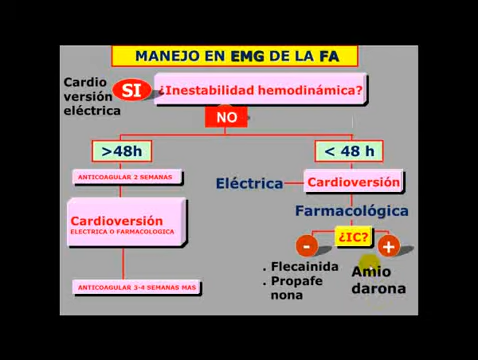 MANEJO EN EMG DE LA FA
Cardio
versión
eléctrica
SI
¿Inestabilidad hemodinámica?
NO
>48h
< 48 h
ANTICOAGULAR 2 SEMANAS
Eléctrica
Cardioversión
Farmacológica
Cardioversión
ELECTRICA O FARMACOLOGICA
¿IC?
-
+
. Flecainida
. Propafe
nona
Amio
darona
ANTICOAGULAR 3-4 SEMANAS MAS